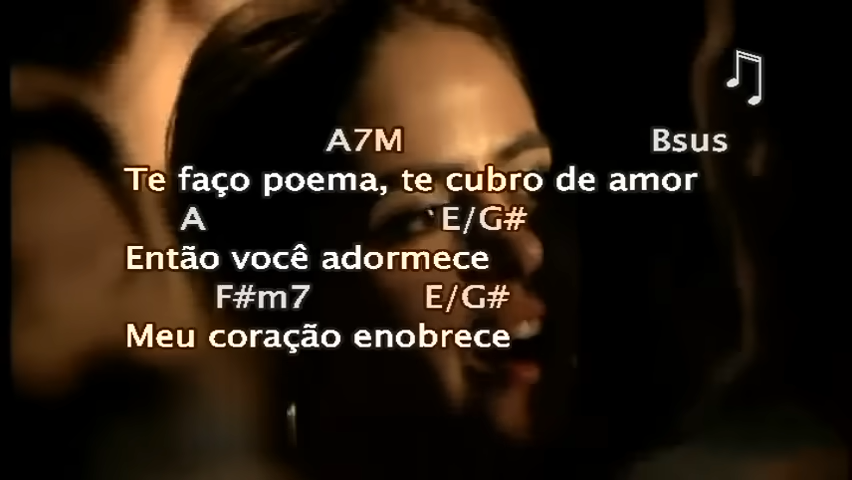 A7M Bsus
Te faço poema, te cubro de amor
A E/G#
Então você adormece
F#m7 E/G#
Meu coração enobrece